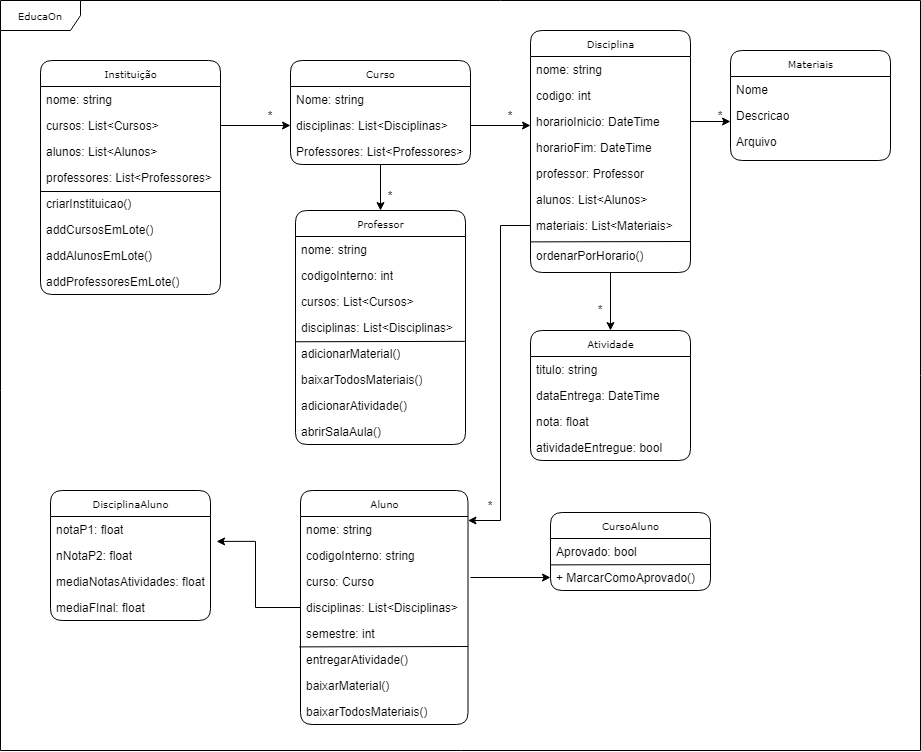 EducaOn
Instituição
nome: string
cursos: List<Cursos>
alunos: List<Alunos>
professores: List<Professores>
criarInstituicao()
addCursosEmLote()
addAlunosEmLote()
addProfessoresEmLote()
*
Curso
Nome: string
disciplinas: List<Disciplinas>
Professores: List<Professores>
*
*
Disciplina
nome: string
codigo: int
horarioInicio: DateTime
horarioFim: DateTime
professor: Professor
alunos: List<Alunos>
materiais: List<Materiais>
ordenarPorHorario()
*
Materiais
Nome
Descricao
Arquivo
Professor
nome: string
codigoInterno: int
cursos: List<Cursos>
disciplinas: List<Disciplinas>
adicionarMaterial()
baixarTodosMateriais()
adicionarAtividade()
abrirSalaAula()
*
Atividade
titulo: string
dataEntrega: DateTime
nota: float
atividadeEntregue: bool
DisciplinaAluno
notaP1: float
nNotaP2: float
mediaNotasAtividades: float
mediaFInal: float
Aluno
nome: string
codigoInterno: string
curso: Curso
disciplinas: List<Disciplinas>
semestre: int
entregarAtividade()
baixarMaterial()
baixarTodosMateriais()
*
CursoAluno
Aprovado: bool
+ MarcarComoAprovado()